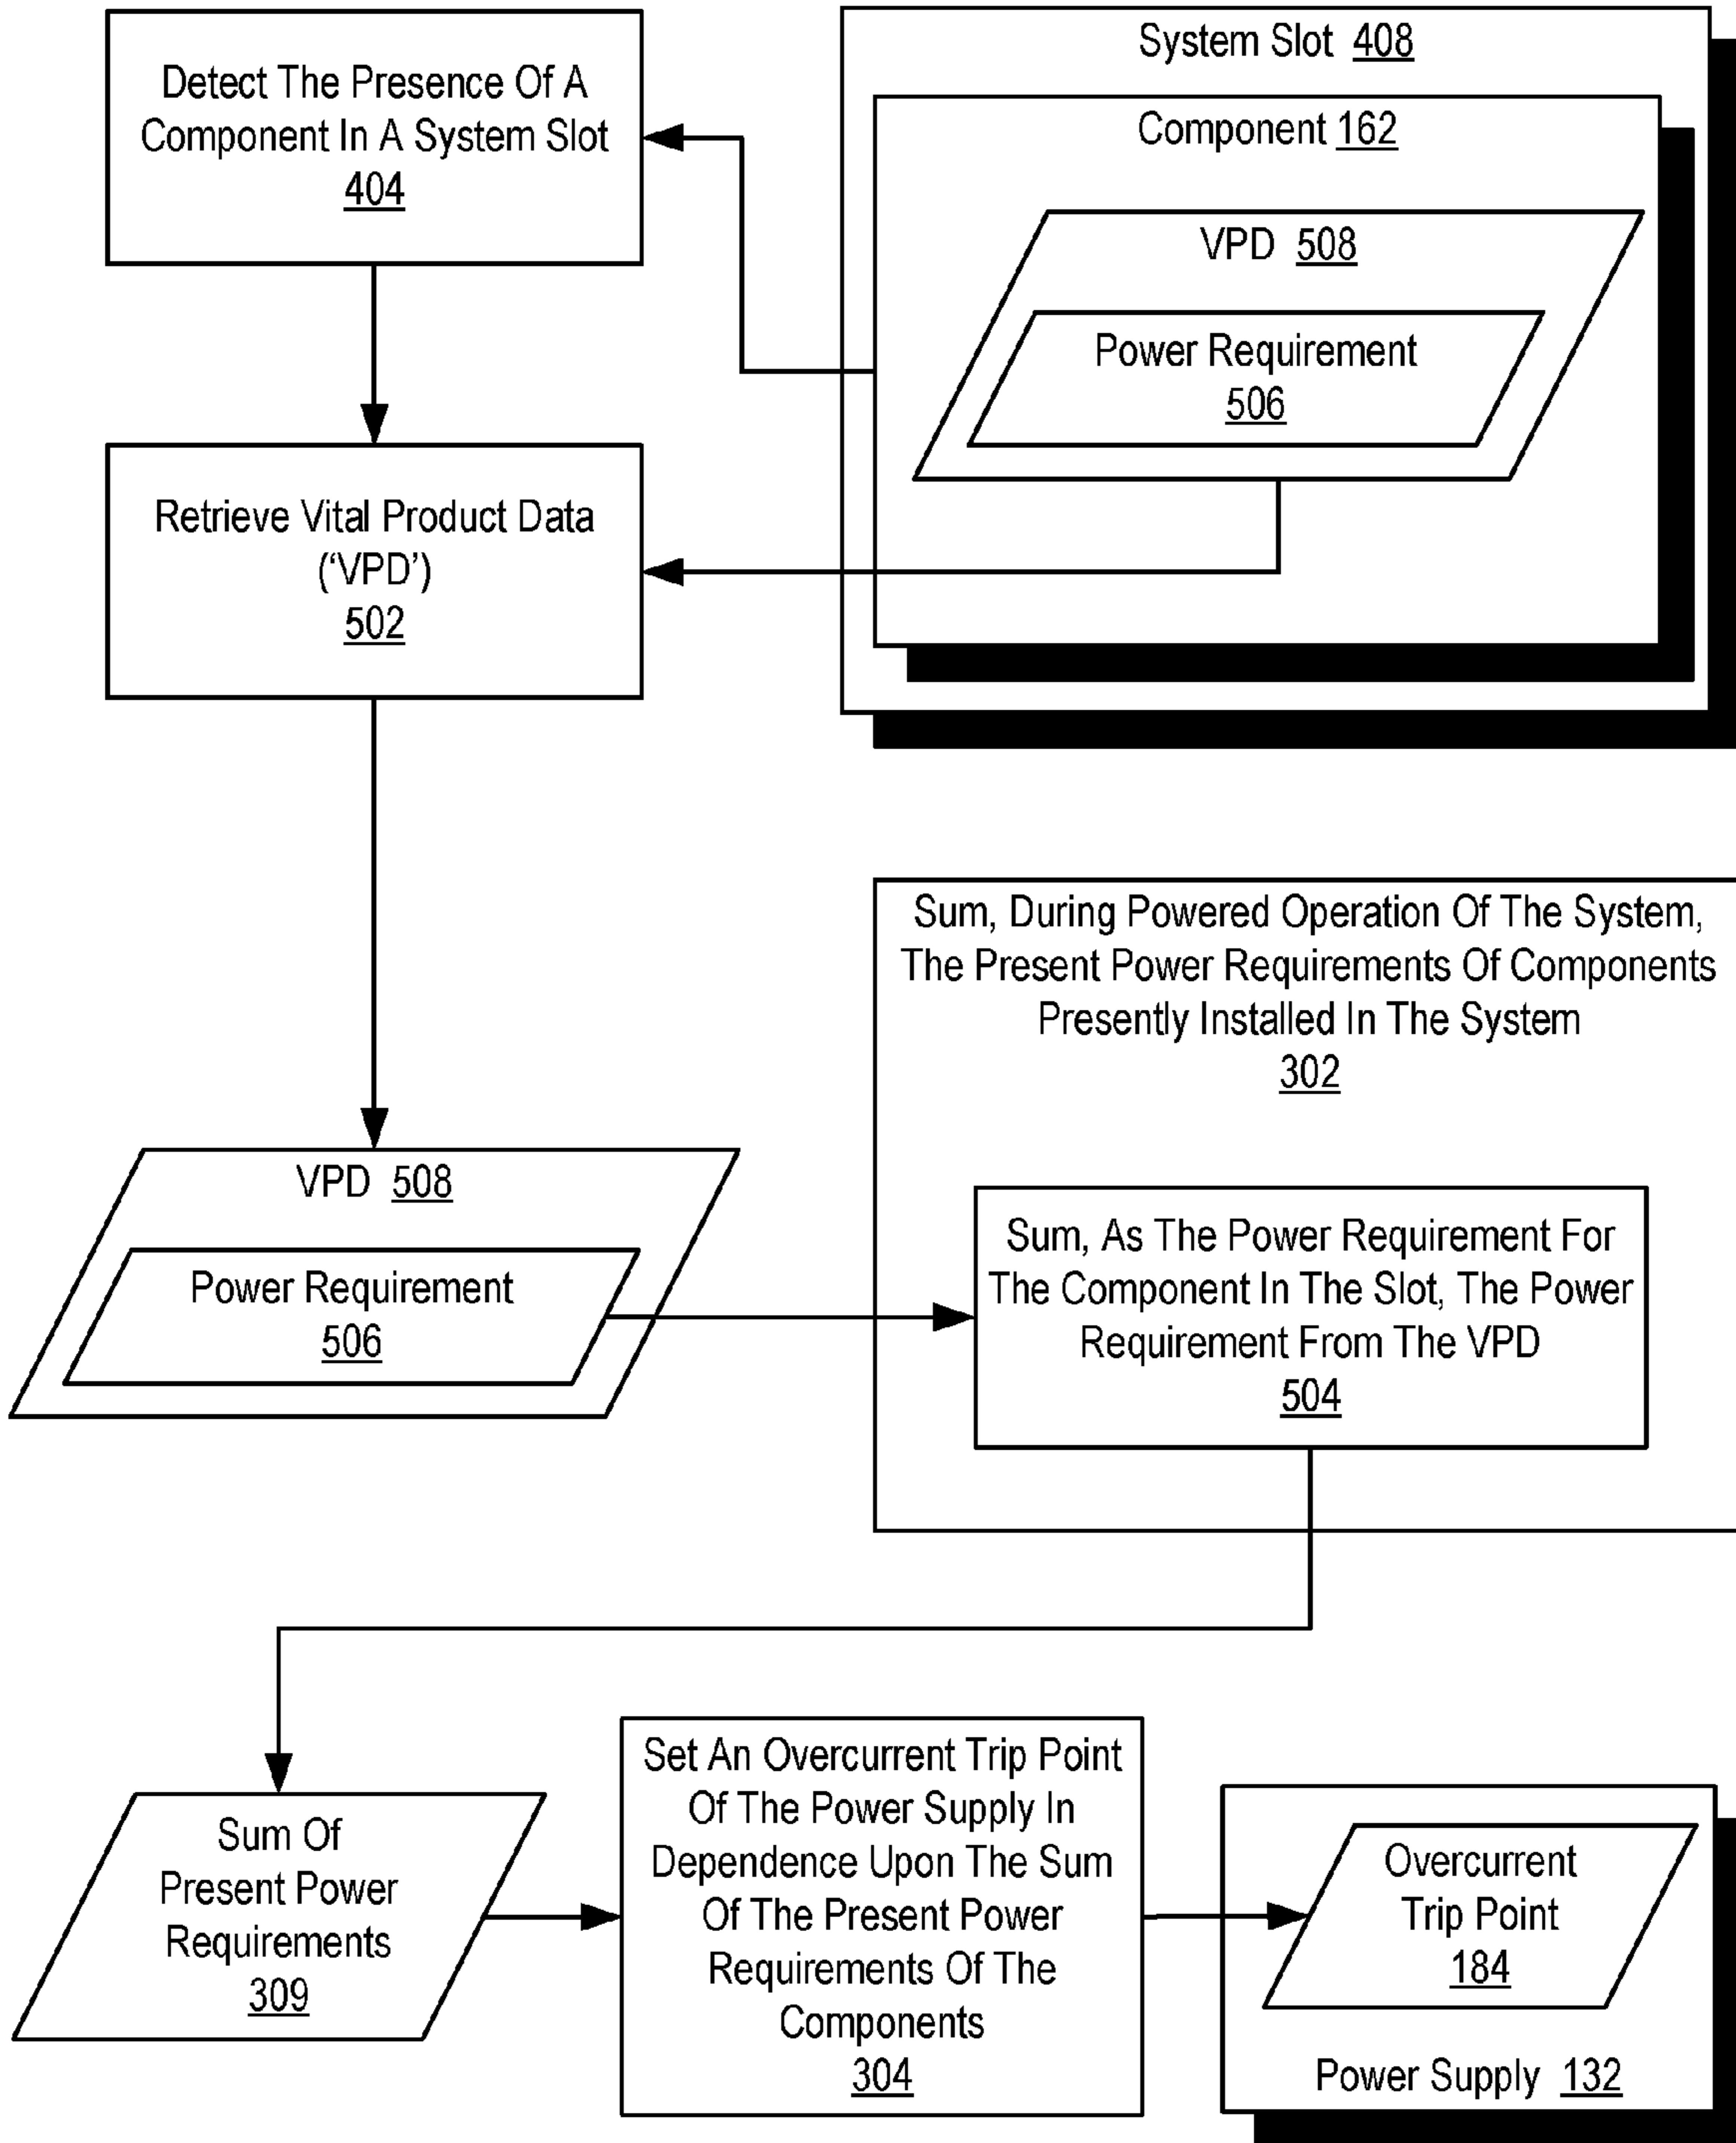 Detect The Presence Of A
Component In A System Slot
404
System Slot 408
Component 162
VPD 508
Power Requirement
506
Retrieve Vital Product Data
(‘VPD’)
502
Sum, During Powered Operation Of The System,
The Present Power Requirements Of Components
Presently Installed In The System
302
VPD 508
Power Requirement
506
Sum, As The Power Requirement For
The Component In The Slot, The Power
Requirement From The VPD
504
Sum Of
Present Power
Requirements
309
Set An Overcurrent Trip Point
Of The Power Supply In
Dependence Upon The Sum
Of The Present Power
Requirements Of The
Components
304
Overcurrent
Trip Point
184
Power Supply 132